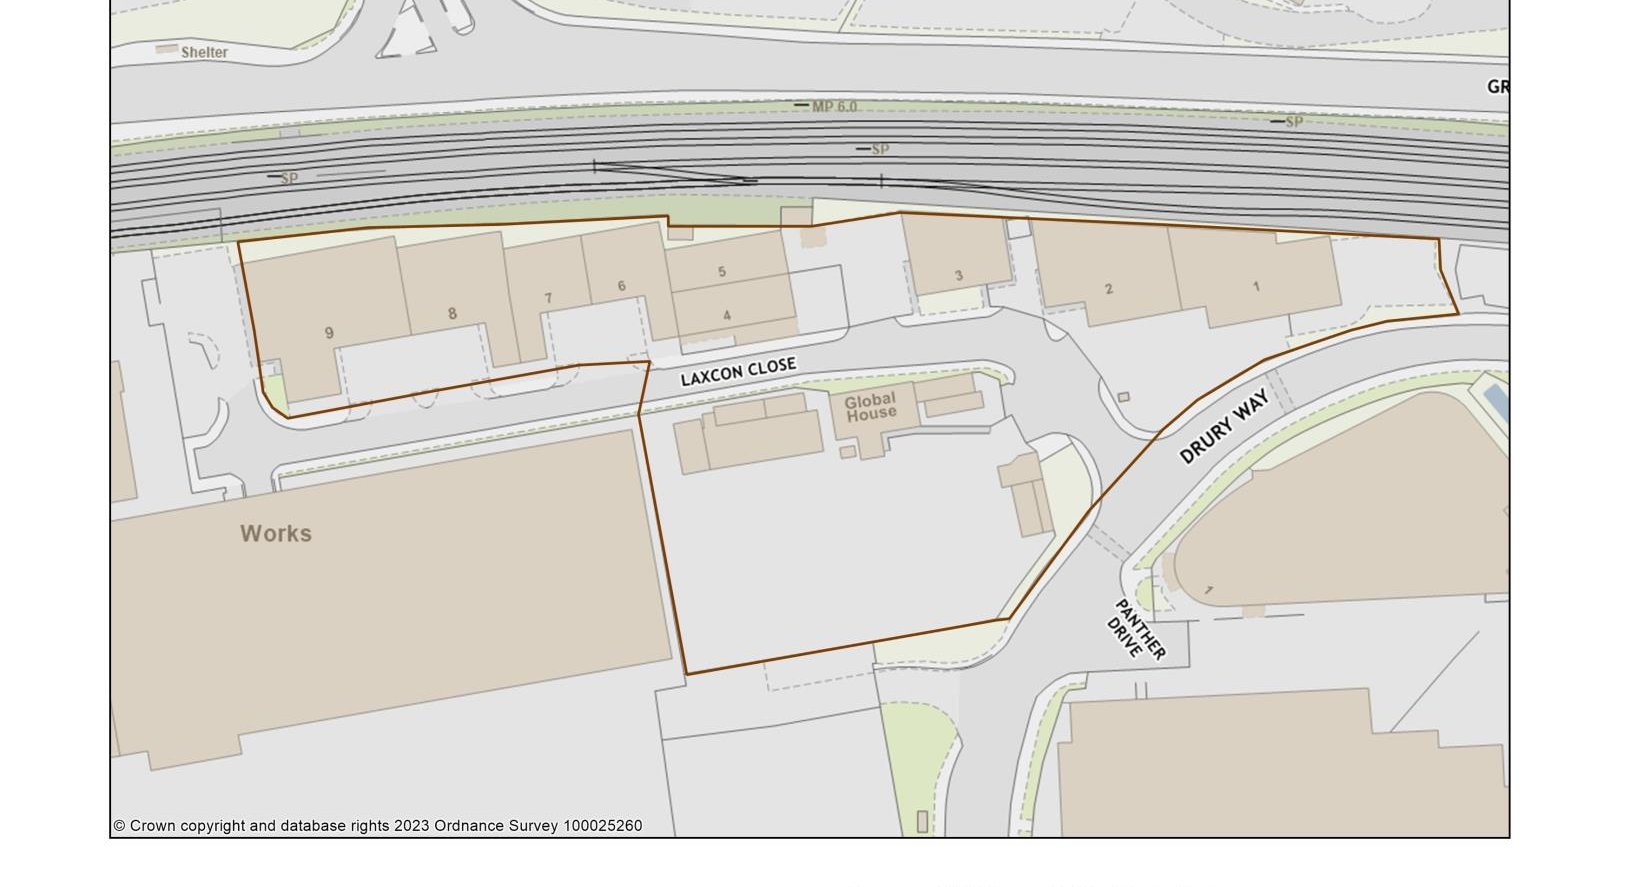 Shelter
GR
MP 6.0
SP
SP
SP
5
3
6
2
1
7
8
4
9
LAXCON CLOSE
Global
House
DRURY WAY
Works
1
PANTHER
DRIVE
© Crown copyright and database rights 2023 Ordnance Survey 100025260